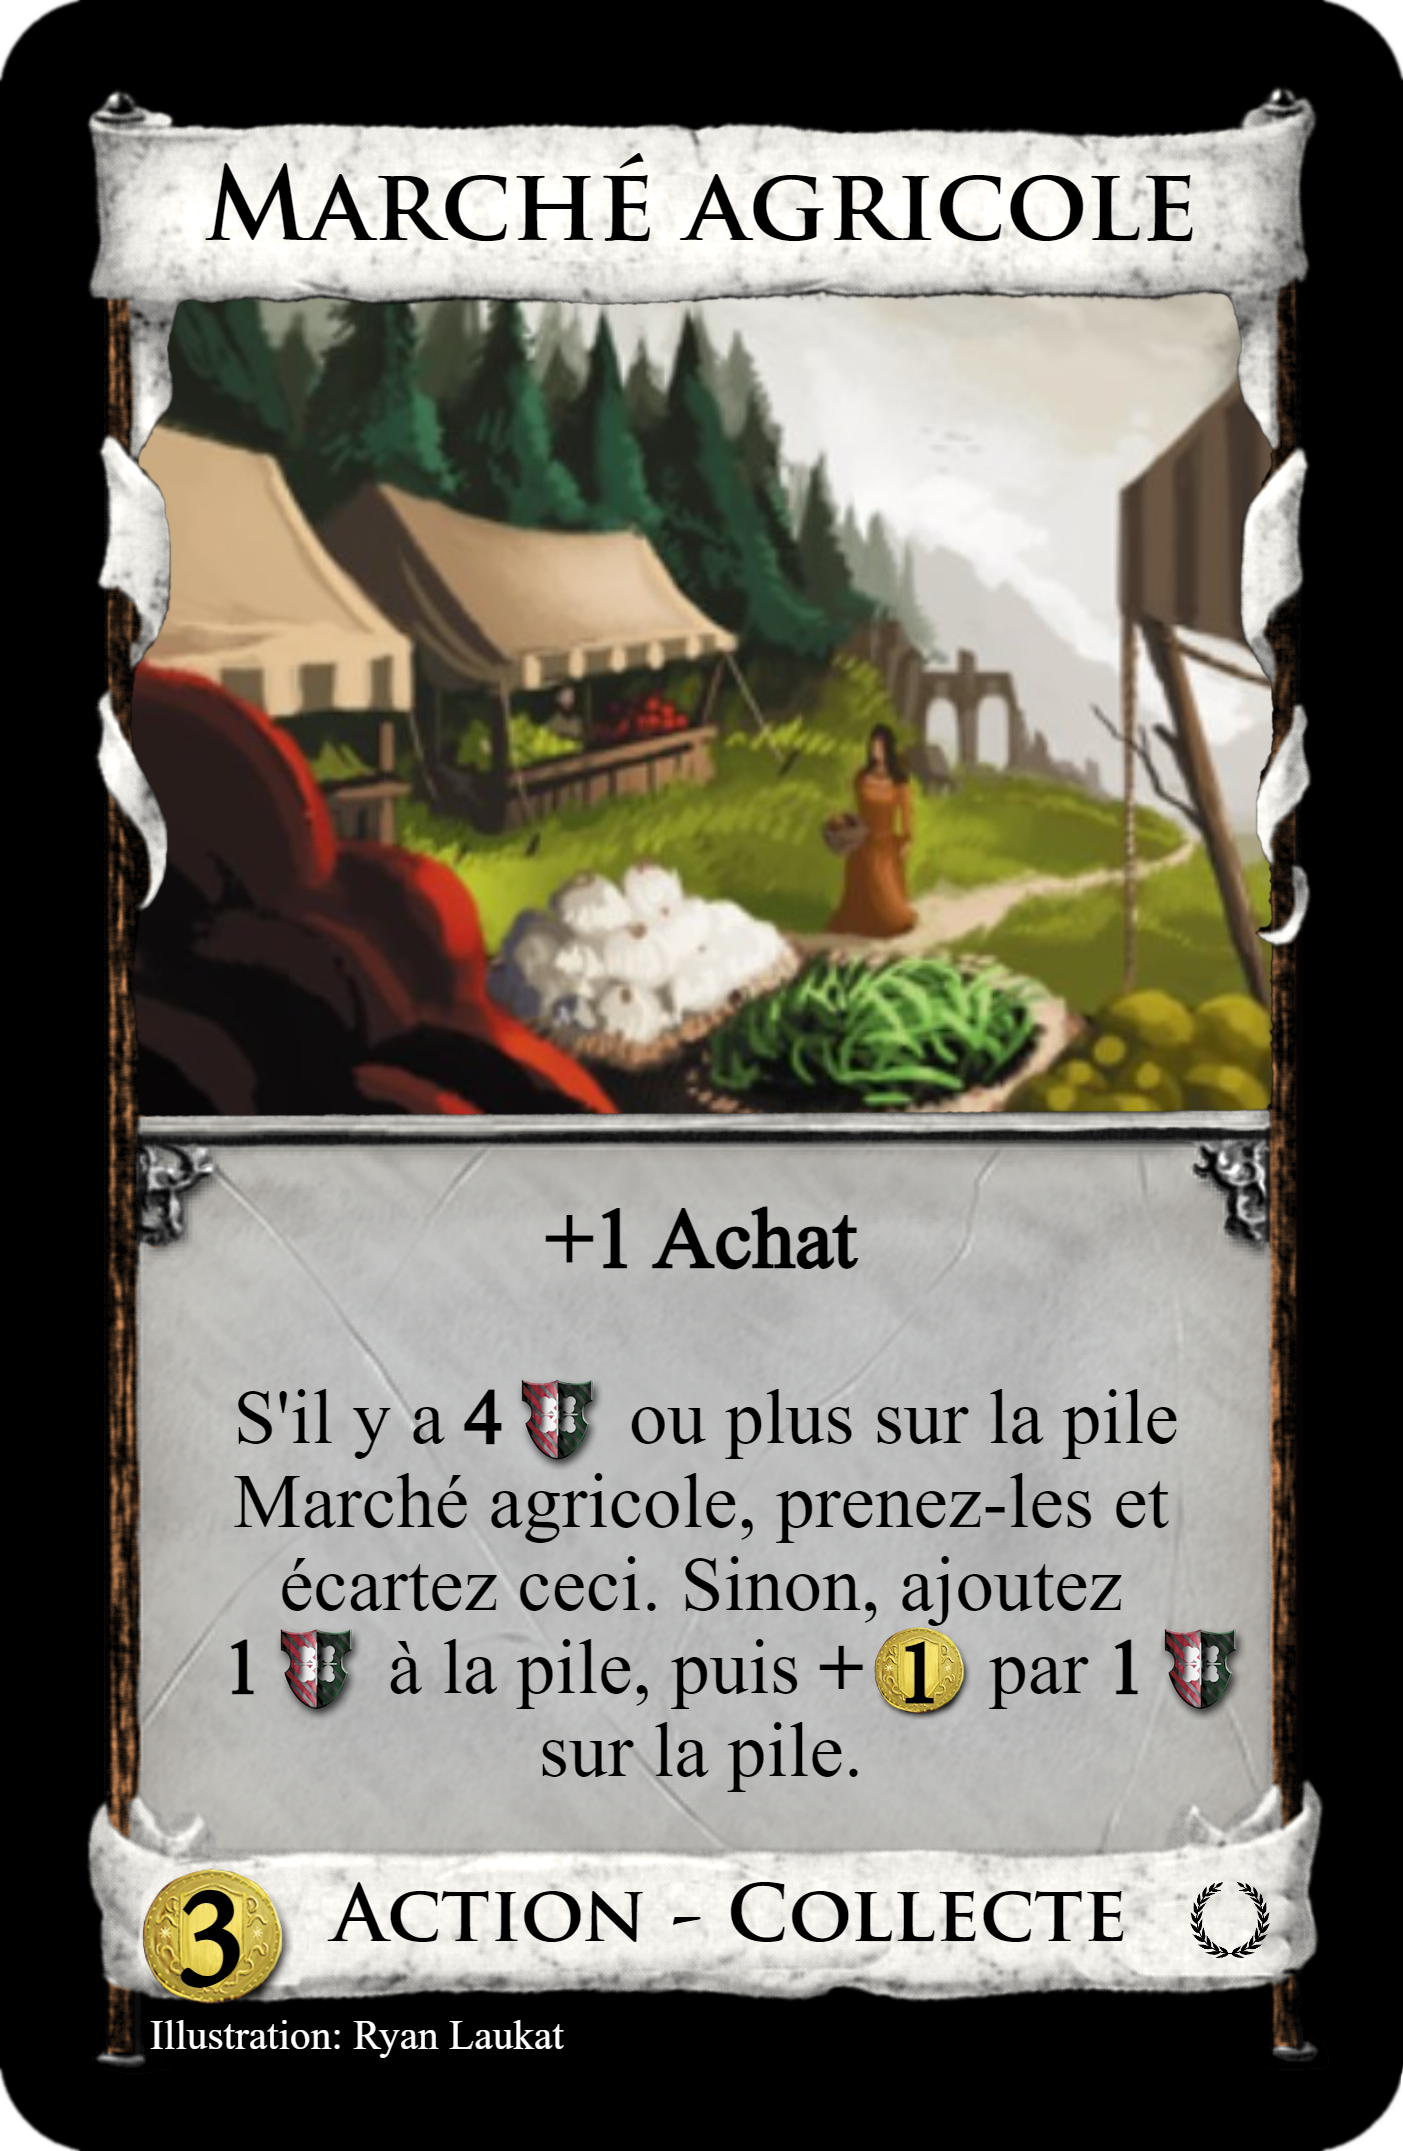 Marché agricole
+1 Achat
S'il y a 4 ou plus sur la pile
Marché agricole, prenez-les et
écartez ceci. Sinon, ajoutez
1 à la pile, puis + 1 par 1
sur la pile.
3 Action - Collecte
Illustration: Ryan Laukat